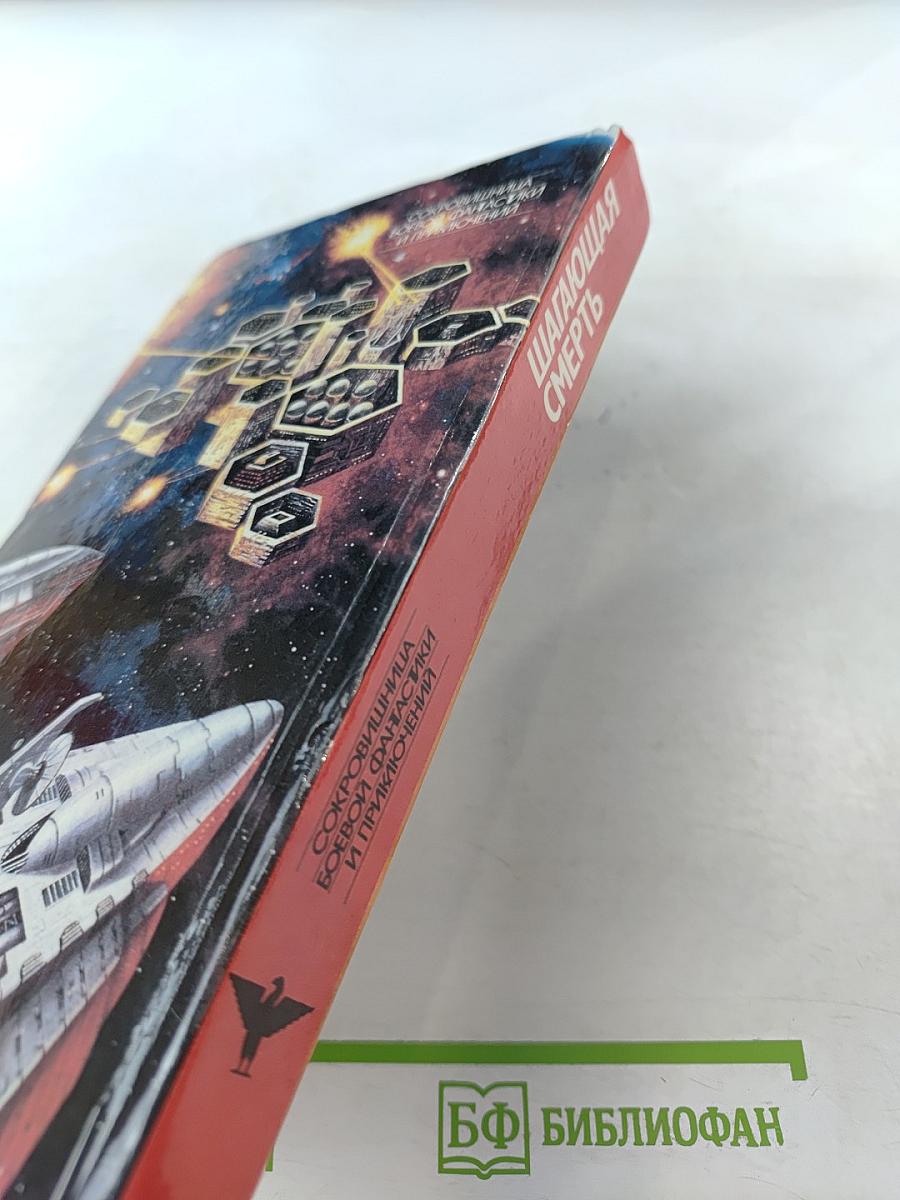 СОКРОВИЩНИЦА
БОЕВОЙ ФАНТАСТИКИ
И ПРИКЛЮЧЕНИЙ
ШАГАЮЩАЯ
СМЕРТЬ
СОКРОВИЩНИЦА
БОЕВОЙ ФАНТАСТИКИ
И ПРИКЛЮЧЕНИЙ
БФ БИБЛИОФАН